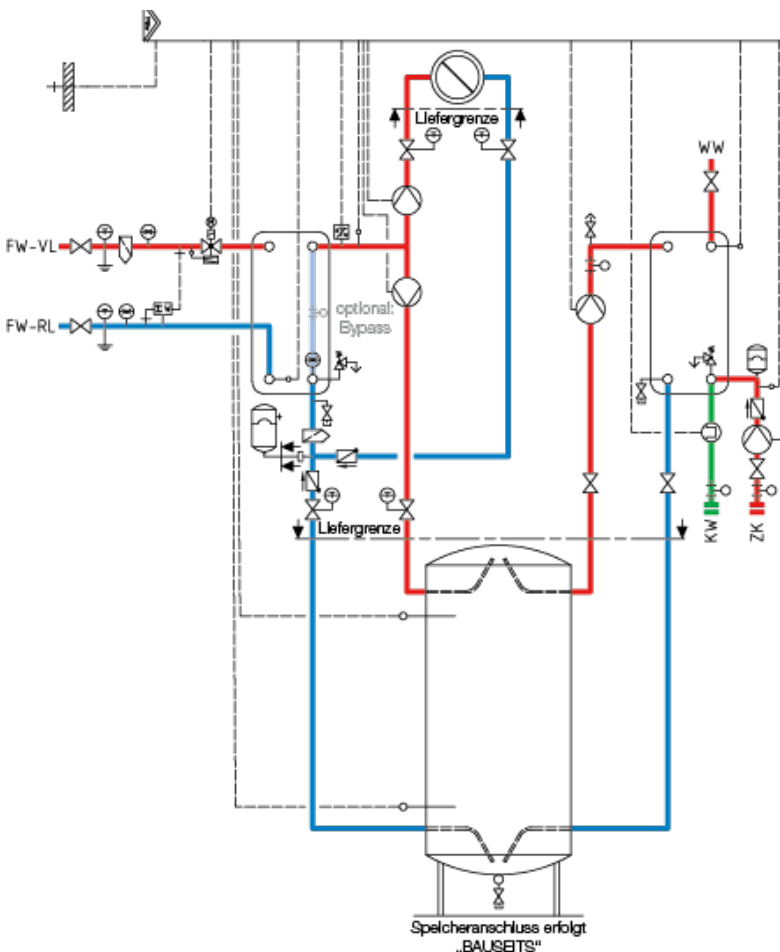 Liefergrenze
WW
FW-VL
optional:
Bypass
FW-RL
Liefergrenze
KW
ZK
Speicheranschluss erfolgt
„BAUSEITS“